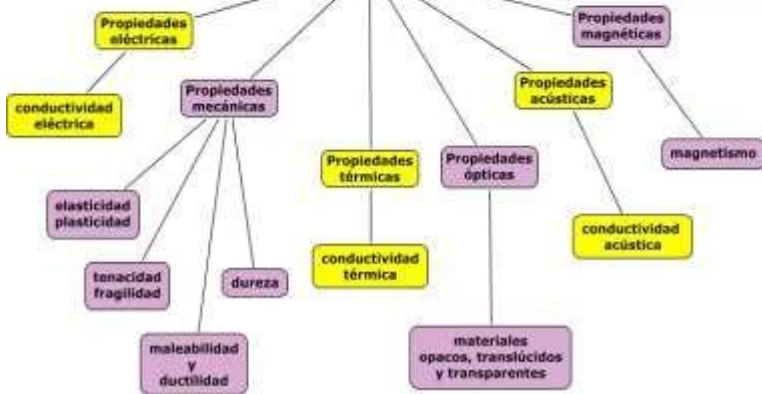 Propiedades
eléctricas
Propiedades
magnéticas
Propiedades
mecánicas
Propiedades
acústicas
conductividad
eléctrica
Propiedades
térmicas
Propiedades
ópticas
magnetismo
elasticidad
plasticidad
conductividad
acústica
tenacidad
fragilidad
dureza
conductividad
térmica
maleabilidad
y
ductilidad
materiales
opacos, translúcidos
y transparentes